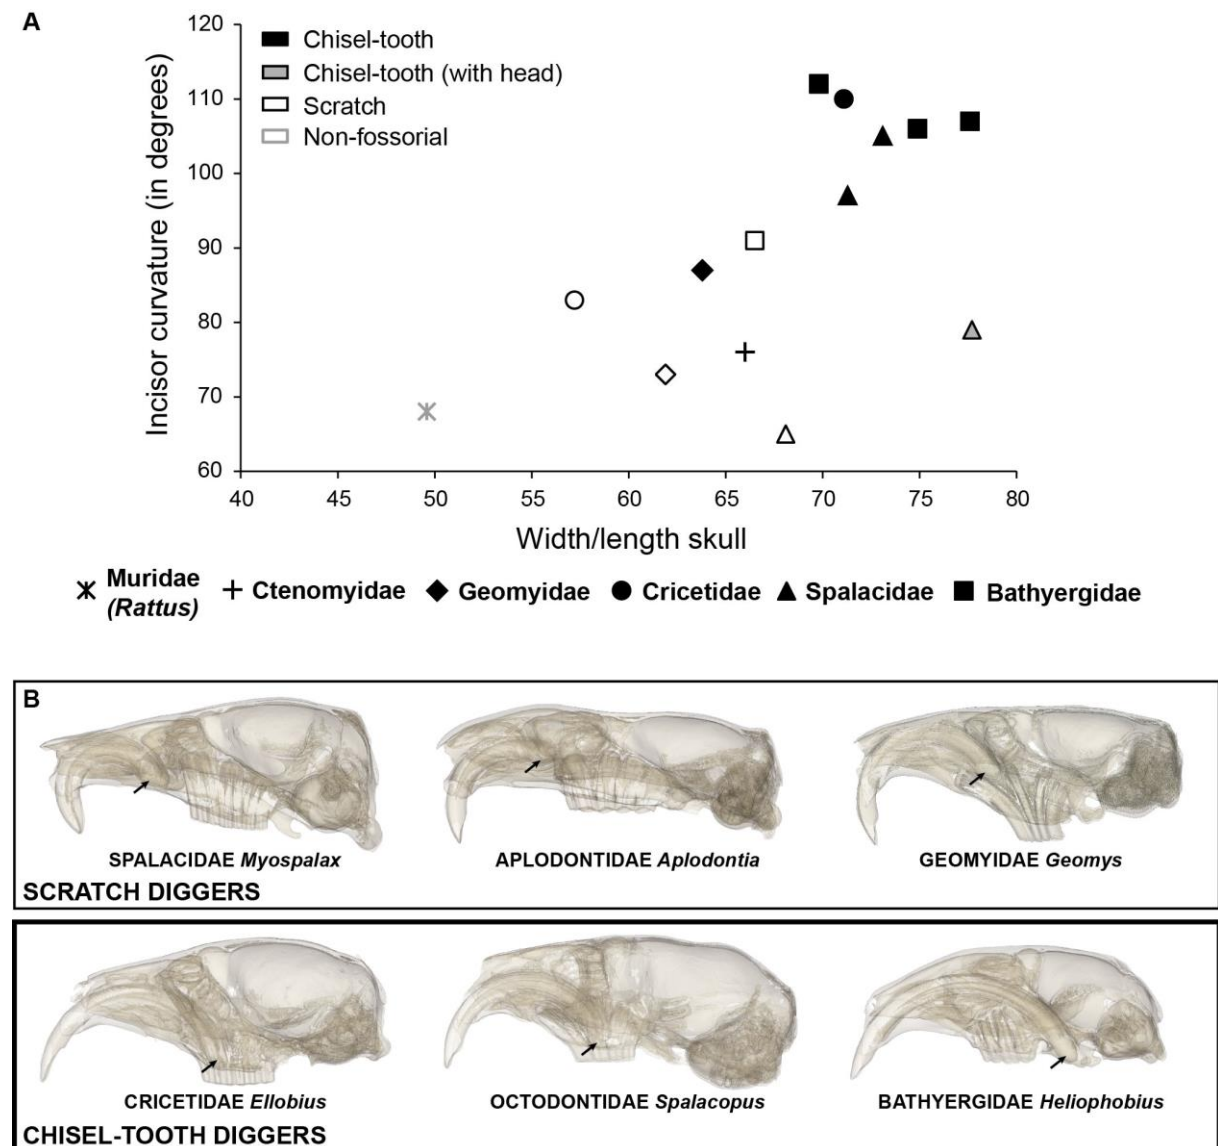 A
120
110
100
90
80
70
60
Incisor curvature (in degrees)
Chisel-tooth
Chisel-tooth (with head)
Scratch
Non-fossorial
40 45 50 55 60 65 70 75 80
Width/length skull
Muridae Ctenomyidae Geomyidae Cricetidae Spalacidae Bathyergidae
(Rattus)
B
SPALACIDAE Myospalax APLODONTIDAE Aplodontia GEOMYIDAE Geomys
SCRATCH DIGGERS
CRICETIDAE Ellobius OCTODONTIDAE Spalacopus BATHYERGIDAE Heliophobius
CHISEL-TOOTH DIGGERS